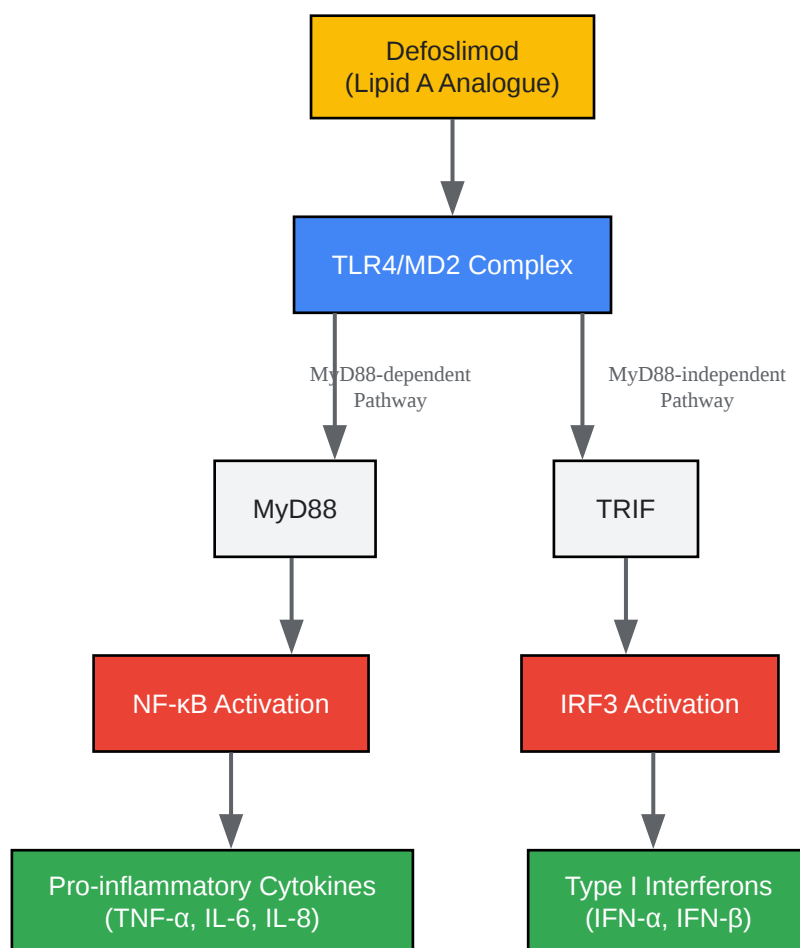 Defoslimod
(Lipid A Analogue)
TLR4/MD2 Complex
MyD88-dependent
Pathway
MyD88-independent
Pathway
MyD88
TRIF
NF-κB Activation
IRF3 Activation
Pro-inflammatory Cytokines
(TNF-α, IL-6, IL-8)
Type I Interferons
(IFN-α, IFN-β)